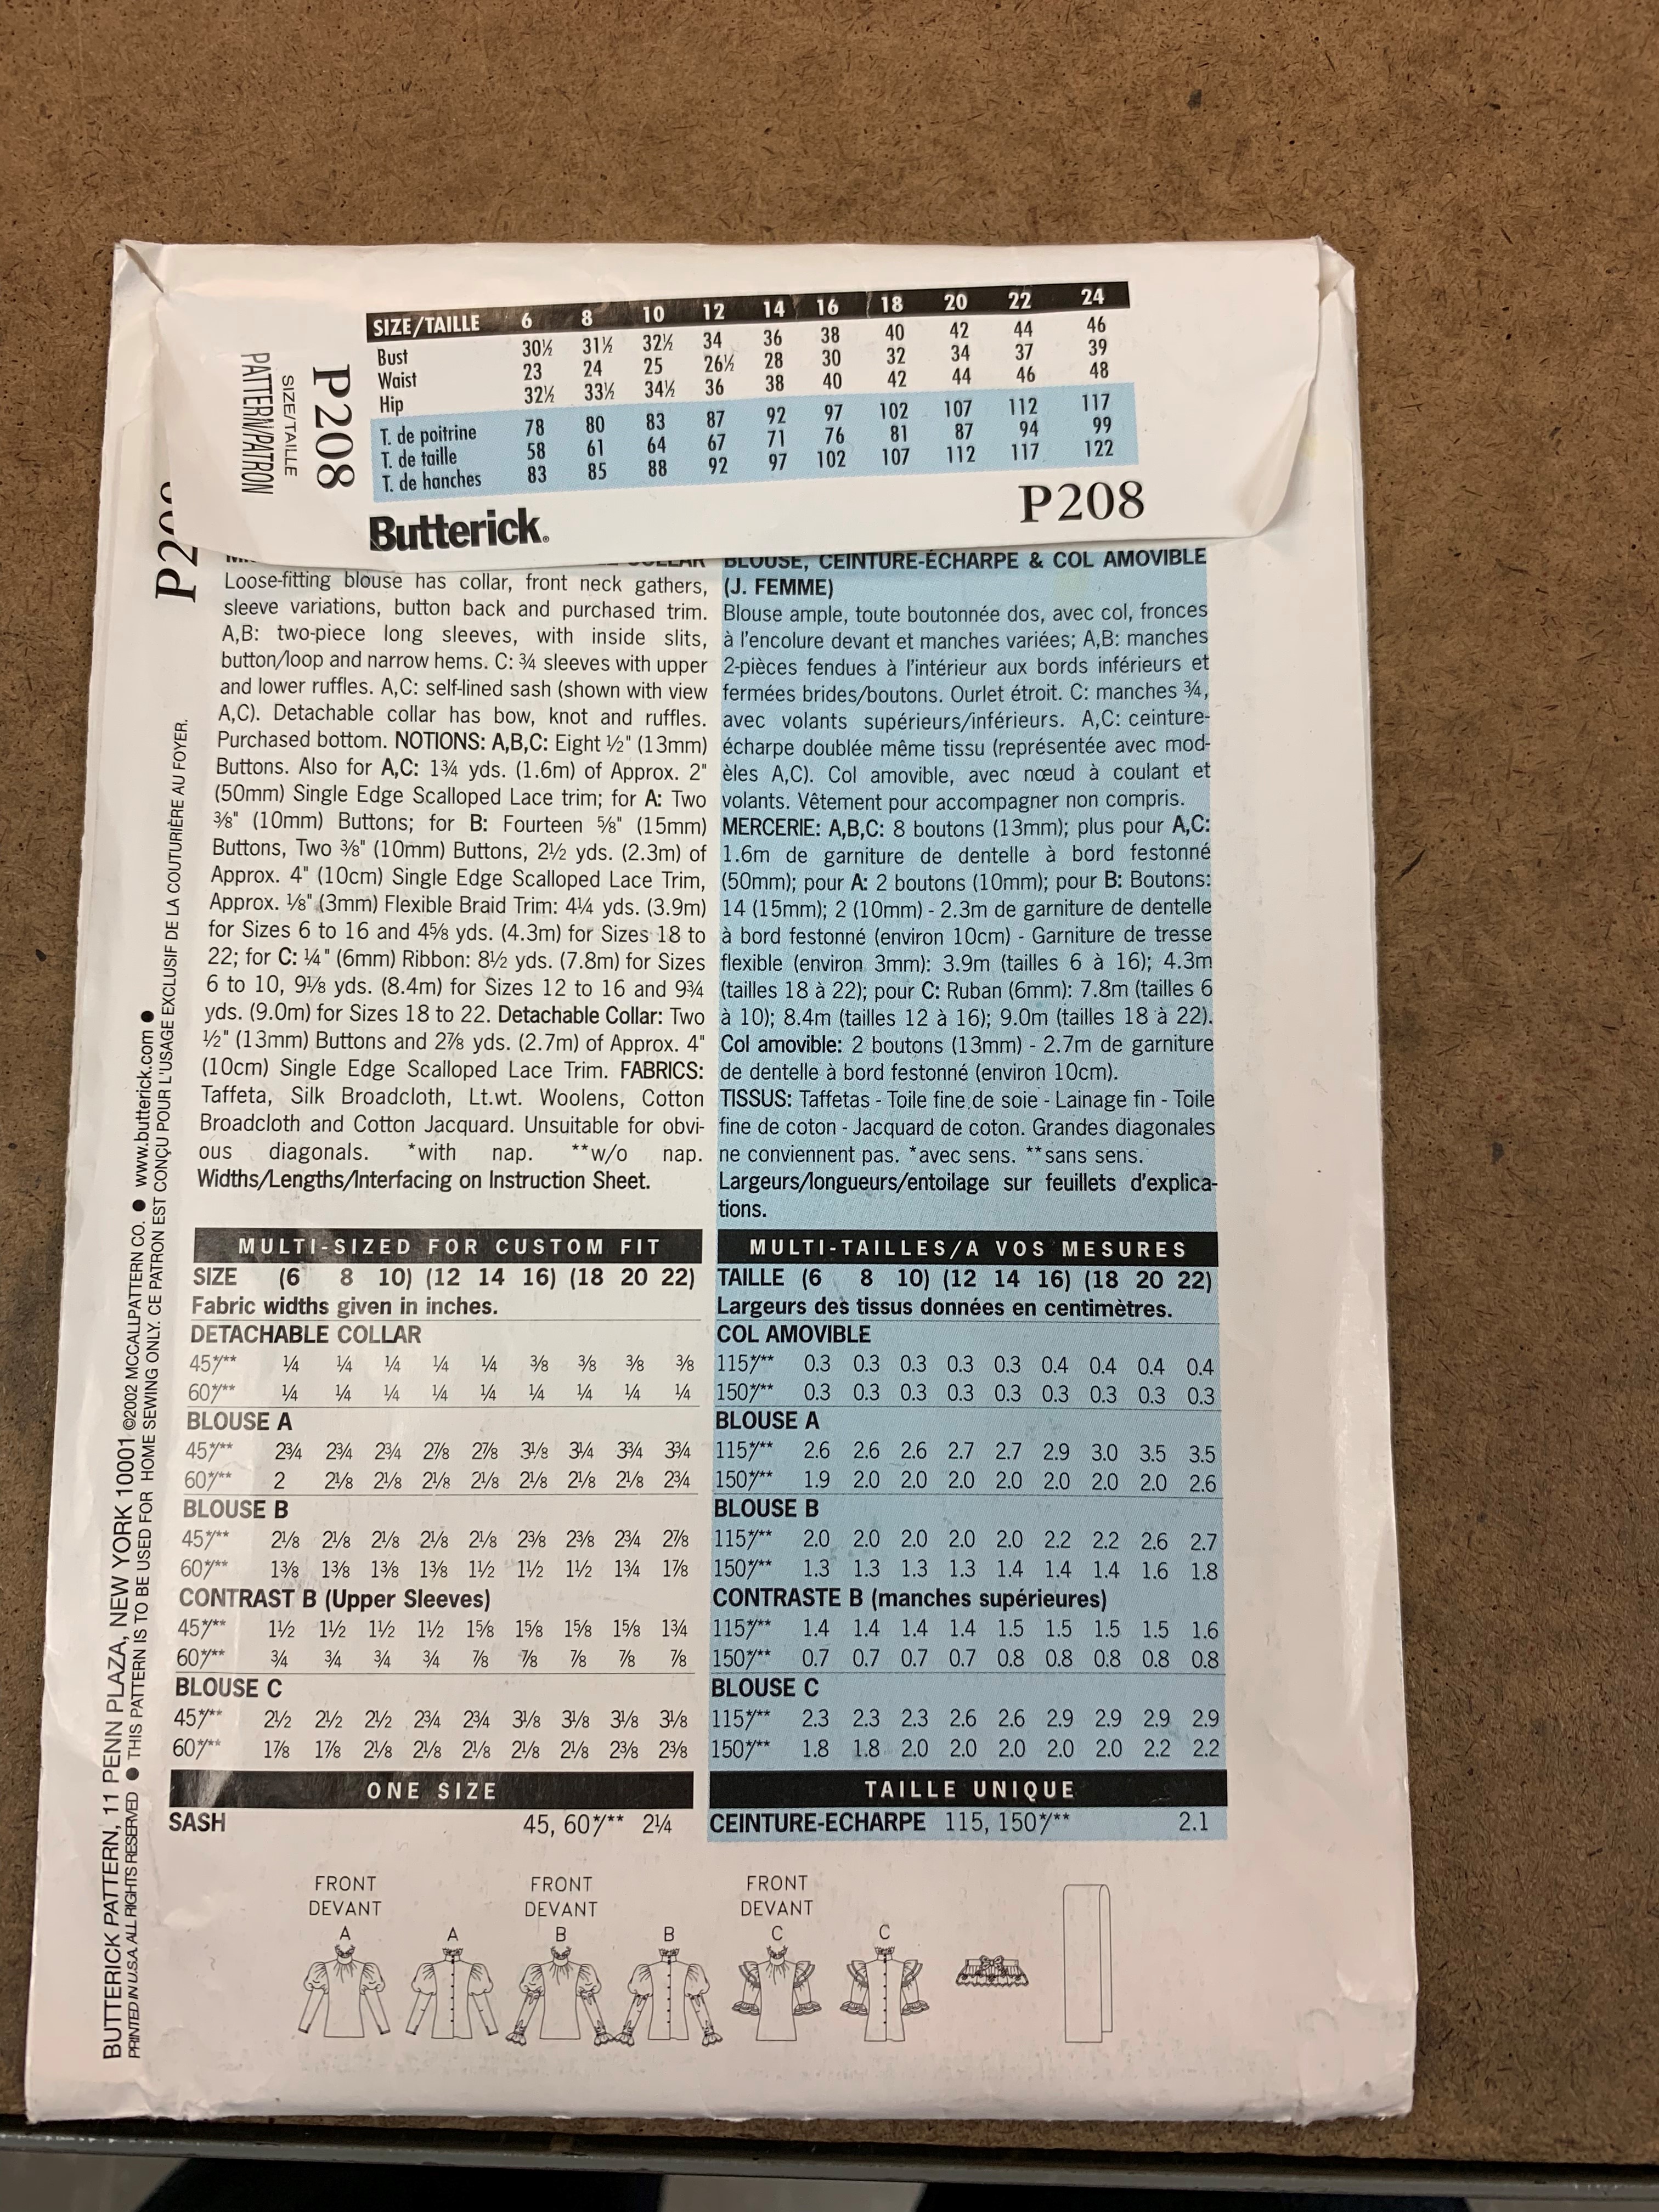 SIZE/TAILLE 6 8 10 12 14 16 18 20 22 24
Bust 30½ 31½ 32½ 34 36 38 40 42 44 46
Waist 23 24 25 26½ 28 30 32 34 37 39
Hip 32½ 33½ 34½ 36 38 40 42 44 46 48
T. de poitrine 78 80 83 87 92 97 102 107 112 117
T. de taille 58 61 64 67 71 76 81 87 94 99
T. de hanches 83 85 88 92 97 102 107 112 117 122
Butterick®
P208
P208
SIZE/TAILLE
PATTERN/PATRON
COLLAR
Loose-fitting blouse has collar, front neck gathers,
sleeve variations, button back and purchased trim.
A,B: two-piece long sleeves, with inside slits,
button/loop and narrow hems. C: ¾ sleeves with upper
and lower ruffles. A,C: self-lined sash (shown with view
A,C). Detachable collar has bow, knot and ruffles.
Purchased bottom. NOTIONS: A,B,C: Eight ½" (13mm)
Buttons. Also for A,C: 1¾ yds. (1.6m) of Approx. 2"
(50mm) Single Edge Scalloped Lace trim; for A: Two
⅜" (10mm) Buttons; for B: Fourteen ⅝" (15mm)
Buttons, Two ⅜" (10mm) Buttons, 2½ yds. (2.3m) of
Approx. 4" (10cm) Single Edge Scalloped Lace Trim,
Approx. ⅛" (3mm) Flexible Braid Trim: 4¼ yds. (3.9m)
for Sizes 6 to 16 and 4⅝ yds. (4.3m) for Sizes 18 to
22; for C: ¼" (6mm) Ribbon: 8½ yds. (7.8m) for Sizes
6 to 10, 9⅛ yds. (8.4m) for Sizes 12 to 16 and 9¾
yds. (9.0m) for Sizes 18 to 22. Detachable Collar: Two
½" (13mm) Buttons and 2⅞ yds. (2.7m) of Approx. 4"
(10cm) Single Edge Scalloped Lace Trim. FABRICS:
Taffeta, Silk Broadcloth, Lt.wt. Woolens, Cotton
Broadcloth and Cotton Jacquard. Unsuitable for obvi-
ous diagonals. *with nap. **w/o nap.
Widths/Lengths/Interfacing on Instruction Sheet.
BLOUSE, CEINTURE-ÉCHARPE & COL AMOVIBLE
(J. FEMME)
Blouse ample, toute boutonnée dos, avec col, fronces
à l'encolure devant et manches variées; A,B: manches
2-pièces fendues à l'intérieur aux bords inférieurs et
fermées brides/boutons. Ourlet étroit. C: manches ¾,
avec volants supérieurs/inférieurs. A,C: ceinture-
écharpe doublée même tissu (représentée avec mod-
èles A,C). Col amovible, avec nœud à coulant et
volants. Vêtement pour accompagner non compris.
MERCERIE: A,B,C: 8 boutons (13mm); plus pour A,C:
1.6m de garniture de dentelle à bord festonné
(50mm); pour A: 2 boutons (10mm); pour B: Boutons:
14 (15mm); 2 (10mm) - 2.3m de garniture de dentelle
à bord festonné (environ 10cm) - Garniture de tresse
flexible (environ 3mm): 3.9m (tailles 6 à 16); 4.3m
(tailles 18 à 22); pour C: Ruban (6mm): 7.8m (tailles 6
à 10); 8.4m (tailles 12 à 16); 9.0m (tailles 18 à 22).
Col amovible: 2 boutons (13mm) - 2.7m de garniture
de dentelle à bord festonné (environ 10cm).
TISSUS: Taffetas - Toile fine de soie - Lainage fin - Toile
fine de coton - Jacquard de coton. Grandes diagonales
ne conviennent pas. *avec sens. **sans sens.
Largeurs/longueurs/entoilage sur feuillets d'explica-
tions.
MULTI-SIZED FOR CUSTOM FIT
SIZE (6 8 10) (12 14 16) (18 20 22)
Fabric widths given in inches.
DETACHABLE COLLAR
45*/** ¼ ¼ ¼ ¼ ¼ ⅜ ⅜ ⅜ ⅜
60*/** ¼ ¼ ¼ ¼ ¼ ¼ ¼ ¼ ¼
BLOUSE A
45*/** 2¾ 2¾ 2¾ 2⅞ 2⅞ 3⅛ 3¼ 3¾ 3¾
60*/** 2 2⅛ 2⅛ 2⅛ 2⅛ 2⅛ 2⅛ 2⅛ 2¾
BLOUSE B
45*/** 2⅛ 2⅛ 2⅛ 2⅛ 2⅛ 2⅜ 2⅜ 2¾ 2⅞
60*/** 1⅜ 1⅜ 1⅜ 1⅜ 1½ 1½ 1½ 1¾ 1⅞
CONTRAST B (Upper Sleeves)
45*/** 1½ 1½ 1½ 1½ 1⅝ 1⅝ 1⅝ 1⅝ 1¾
60*/** ¾ ¾ ¾ ¾ ⅞ ⅞ ⅞ ⅞ ⅞
BLOUSE C
45*/** 2½ 2½ 2½ 2¾ 2¾ 3⅛ 3⅛ 3⅛ 3⅛
60*/** 1⅞ 1⅞ 2⅛ 2⅛ 2⅛ 2⅛ 2⅛ 2⅜ 2⅜
ONE SIZE
SASH 45, 60*/** 2¼
MULTI-TAILLES/A VOS MESURES
TAILLE (6 8 10) (12 14 16) (18 20 22)
Largeurs des tissus données en centimètres.
COL AMOVIBLE
115*/** 0.3 0.3 0.3 0.3 0.3 0.4 0.4 0.4 0.4
150*/** 0.3 0.3 0.3 0.3 0.3 0.3 0.3 0.3 0.3
BLOUSE A
115*/** 2.6 2.6 2.6 2.7 2.7 2.9 3.0 3.5 3.5
150*/** 1.9 2.0 2.0 2.0 2.0 2.0 2.0 2.0 2.6
BLOUSE B
115*/** 2.0 2.0 2.0 2.0 2.0 2.2 2.2 2.6 2.7
150*/** 1.3 1.3 1.3 1.3 1.4 1.4 1.4 1.6 1.8
CONTRASTE B (manches supérieures)
115*/** 1.4 1.4 1.4 1.4 1.5 1.5 1.5 1.5 1.6
150*/** 0.7 0.7 0.7 0.7 0.8 0.8 0.8 0.8 0.8
BLOUSE C
115*/** 2.3 2.3 2.3 2.6 2.6 2.9 2.9 2.9 2.9
150*/** 1.8 1.8 2.0 2.0 2.0 2.0 2.0 2.2 2.2
TAILLE UNIQUE
CEINTURE-ECHARPE 115, 150*/** 2.1
FRONT FRONT FRONT
DEVANT DEVANT DEVANT
A A B B C C
BUTTERICK PATTERN, 11 PENN PLAZA, NEW YORK 10001 ©2002 MCCALLPATTERN CO. ● www.butterick.com ●
PRINTED IN U.S.A. ALL RIGHTS RESERVED ● THIS PATTERN IS TO BE USED FOR HOME SEWING ONLY. CE PATRON EST CONÇU POUR L'USAGE EXCLUSIF DE LA COUTURIÈRE AU FOYER.